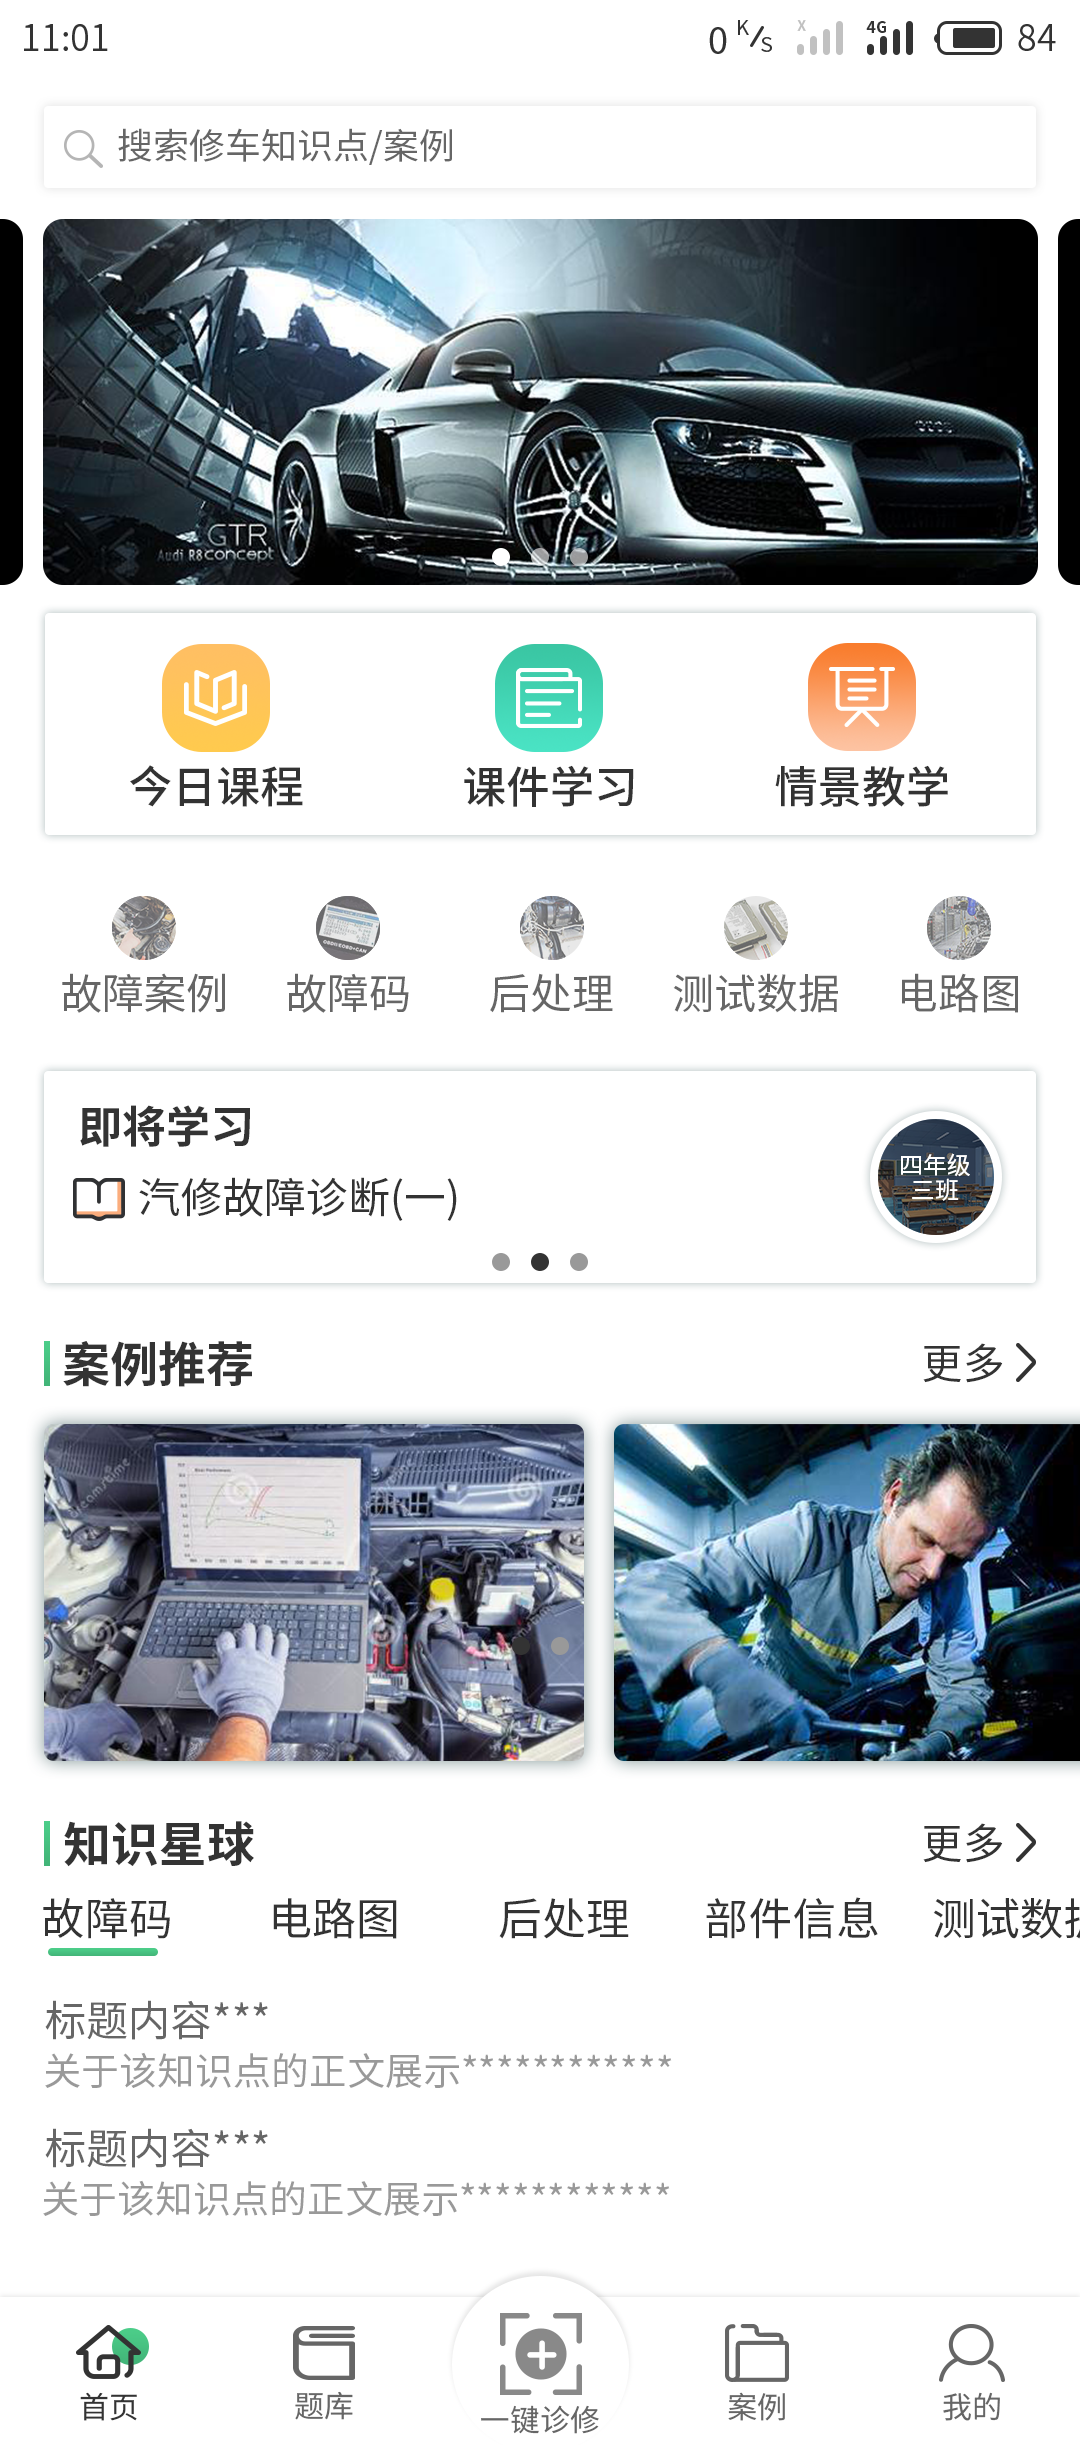 11:01
0 K/s
X
4G
84
搜索修车知识点/案例
GTR
Audi R8 concept
今日课程
课件学习
情景教学
故障案例
故障码
后处理
测试数据
电路图
即将学习
汽修故障诊断(一)
四年级
三班
案例推荐
更多
知识星球
更多
故障码
电路图
后处理
部件信息
测试数据
标题内容***
关于该知识点的正文展示************
标题内容***
关于该知识点的正文展示************
首页
题库
一键诊修
案例
我的